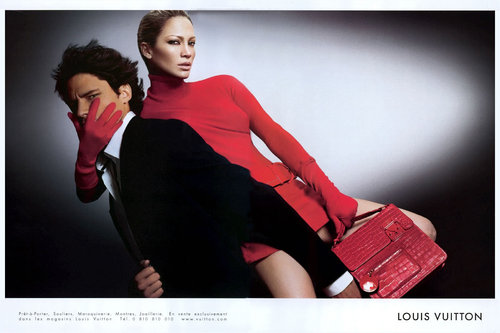 Prêt-à-Porter, Souliers, Maroquinerie, Montres, Joaillerie. En vente exclusivement
dans les magasins Louis Vuitton. Tél. 0 810 810 010 www.vuitton.com
LOUIS VUITTON